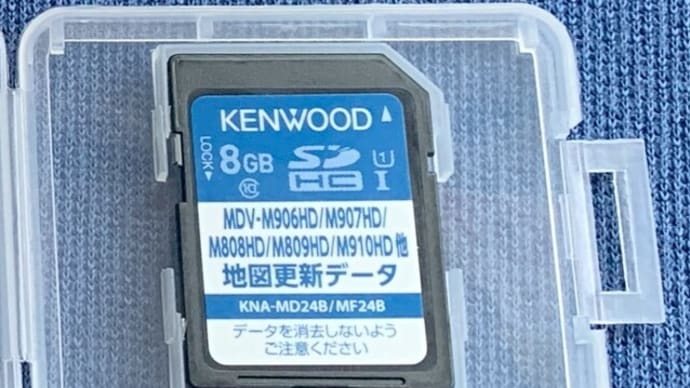 KENWOOD
LOCK 8GB SD HC I U1
10
MDV-M906HD/M907HD/
M808HD/M809HD/M910HD他
地図更新データ
KNA-MD24B/MF24B
データを消去しないよう
ご注意ください